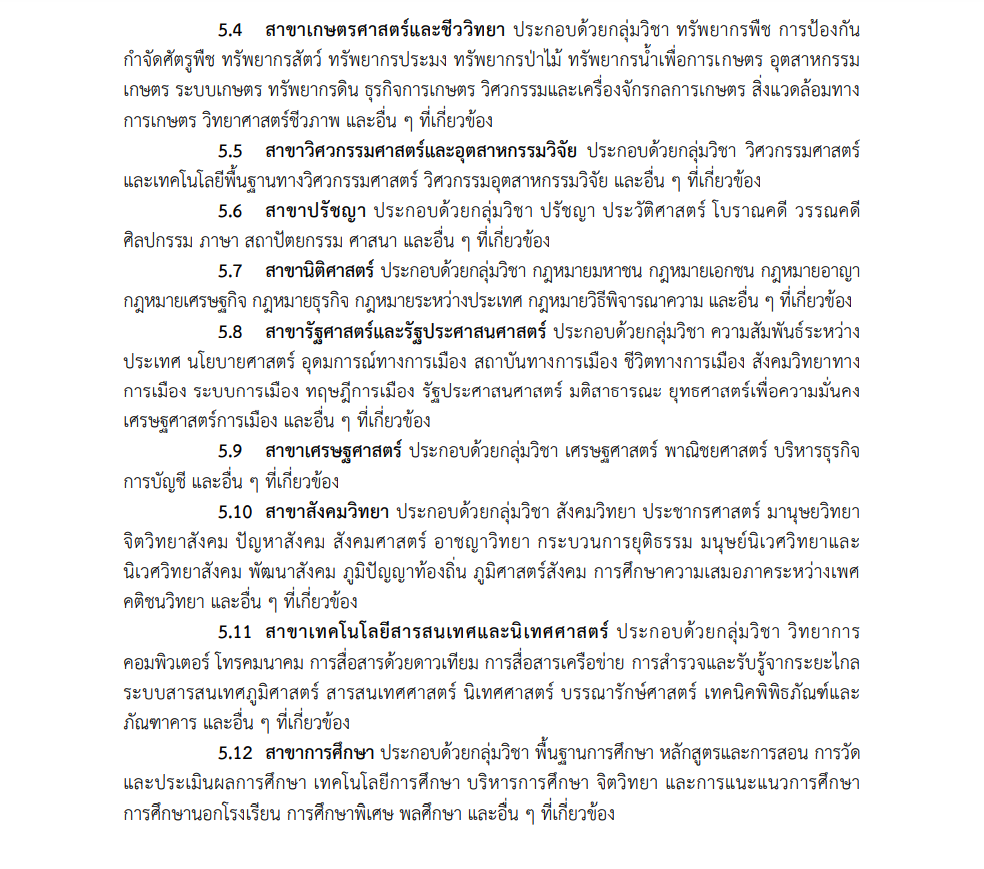 5.4 สาขาเกษตรศาสตร์และชีววิทยา ประกอบด้วยกลุ่มวิชา ทรัพยากรพืช การป้องกัน
กำจัดศัตรูพืช ทรัพยากรสัตว์ ทรัพยากรประมง ทรัพยากรป่าไม้ ทรัพยากรน้ำเพื่อการเกษตร อุตสาหกรรม
เกษตร ระบบเกษตร ทรัพยากรดิน ธุรกิจการเกษตร วิศวกรรมและเครื่องจักรกลการเกษตร สิ่งแวดล้อมทาง
การเกษตร วิทยาศาสตร์ชีวภาพ และอื่น ๆ ที่เกี่ยวข้อง
5.5 สาขาวิศวกรรมศาสตร์และอุตสาหกรรมวิจัย ประกอบด้วยกลุ่มวิชา วิศวกรรมศาสตร์
และเทคโนโลยีพื้นฐานทางวิศวกรรมศาสตร์ วิศวกรรมอุตสาหกรรมวิจัย และอื่น ๆ ที่เกี่ยวข้อง
5.6 สาขาปรัชญา ประกอบด้วยกลุ่มวิชา ปรัชญา ประวัติศาสตร์ โบราณคดี วรรณคดี
ศิลปกรรม ภาษา สถาปัตยกรรม ศาสนา และอื่น ๆ ที่เกี่ยวข้อง
5.7 สาขานิติศาสตร์ ประกอบด้วยกลุ่มวิชา กฎหมายมหาชน กฎหมายเอกชน กฎหมายอาญา
กฎหมายเศรษฐกิจ กฎหมายธุรกิจ กฎหมายระหว่างประเทศ กฎหมายวิธีพิจารณาความ และอื่น ๆ ที่เกี่ยวข้อง
5.8 สาขารัฐศาสตร์และรัฐประศาสนศาสตร์ ประกอบด้วยกลุ่มวิชา ความสัมพันธ์ระหว่าง
ประเทศ นโยบายศาสตร์ อุดมการณ์ทางการเมือง สถาบันทางการเมือง ชีวิตทางการเมือง สังคมวิทยาทาง
การเมือง ระบบการเมือง ทฤษฎีการเมือง รัฐประศาสนศาสตร์ มติสาธารณะ ยุทธศาสตร์เพื่อความมั่นคง
เศรษฐศาสตร์การเมือง และอื่น ๆ ที่เกี่ยวข้อง
5.9 สาขาเศรษฐศาสตร์ ประกอบด้วยกลุ่มวิชา เศรษฐศาสตร์ พาณิชยศาสตร์ บริหารธุรกิจ
การบัญชี และอื่น ๆ ที่เกี่ยวข้อง
5.10 สาขาสังคมวิทยา ประกอบด้วยกลุ่มวิชา สังคมวิทยา ประชากรศาสตร์ มานุษยวิทยา
จิตวิทยาสังคม ปัญหาสังคม สังคมศาสตร์ อาชญาวิทยา กระบวนการยุติธรรม มนุษย์นิเวศวิทยาและ
นิเวศวิทยาสังคม พัฒนาสังคม ภูมิปัญญาท้องถิ่น ภูมิศาสตร์สังคม การศึกษาความเสมอภาคระหว่างเพศ
คติชนวิทยา และอื่น ๆ ที่เกี่ยวข้อง
5.11 สาขาเทคโนโลยีสารสนเทศและนิเทศศาสตร์ ประกอบด้วยกลุ่มวิชา วิทยาการ
คอมพิวเตอร์ โทรคมนาคม การสื่อสารด้วยดาวเทียม การสื่อสารเครือข่าย การสำรวจและรับรู้จากระยะไกล
ระบบสารสนเทศภูมิศาสตร์ สารสนเทศศาสตร์ นิเทศศาสตร์ บรรณารักษ์ศาสตร์ เทคนิคพิพิธภัณฑ์และ
ภัณฑาคาร และอื่น ๆ ที่เกี่ยวข้อง
5.12 สาขาการศึกษา ประกอบด้วยกลุ่มวิชา พื้นฐานการศึกษา หลักสูตรและการสอน การวัด
และประเมินผลการศึกษา เทคโนโลยีการศึกษา บริหารการศึกษา จิตวิทยา และการแนะแนวการศึกษา
การศึกษานอกโรงเรียน การศึกษาพิเศษ พลศึกษา และอื่น ๆ ที่เกี่ยวข้อง